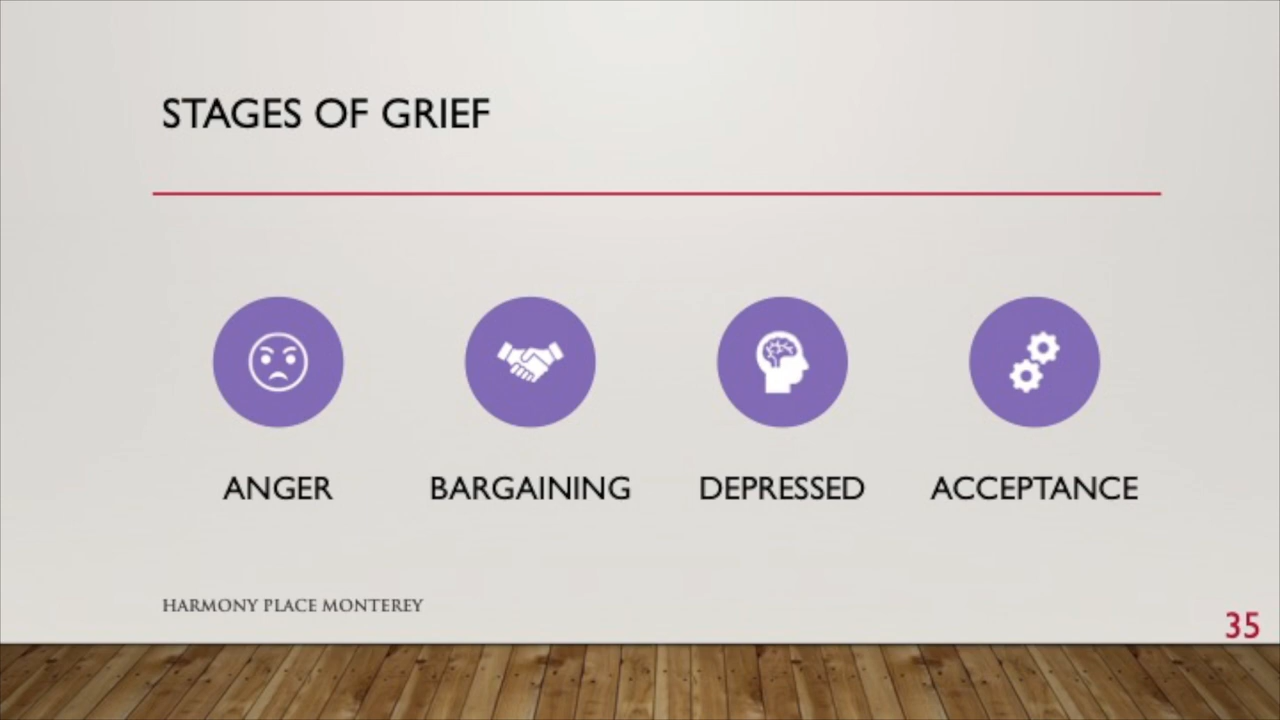 STAGES OF GRIEF
ANGER
BARGAINING
DEPRESSED
ACCEPTANCE
HARMONY PLACE MONTEREY
35